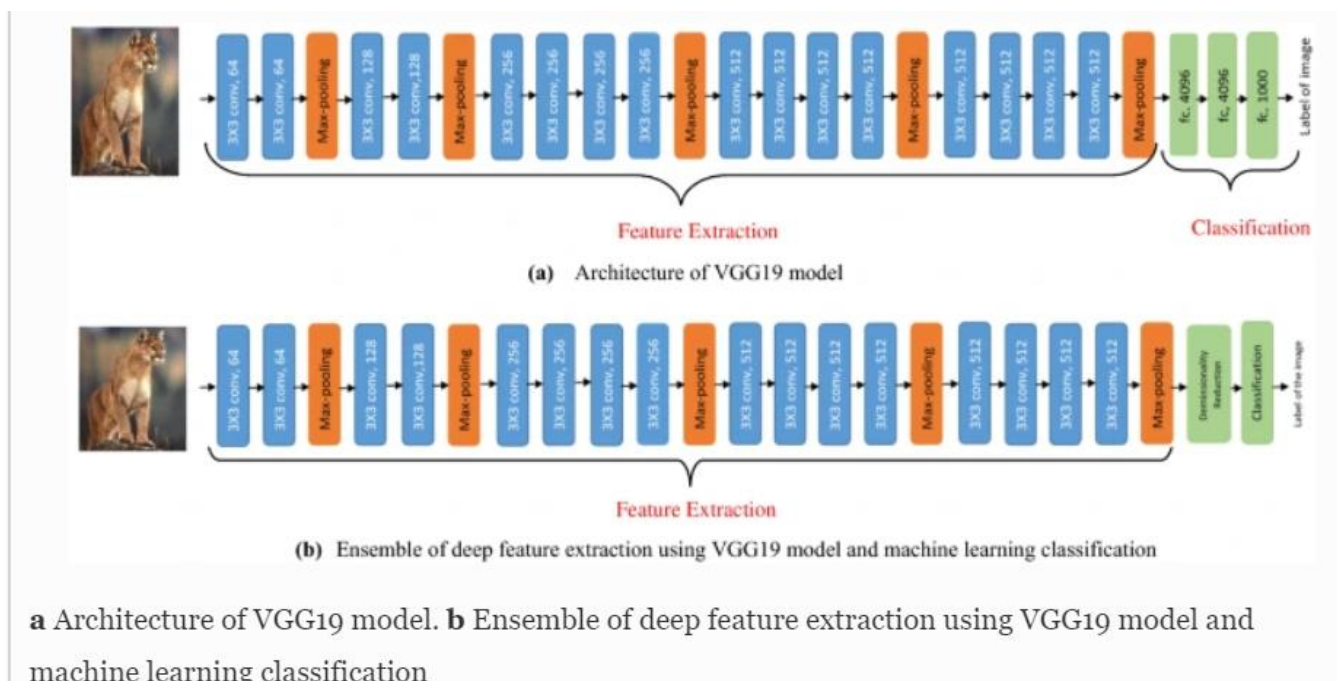 3X3 conv, 64
3X3 conv, 64
Max-pooling
3X3 conv, 128
3X3 conv,128
Max-pooling
3X3 conv, 256
3X3 conv, 256
3X3 conv, 256
3X3 conv, 256
Max-pooling
3X3 conv, 512
3X3 conv, 512
3X3 conv, 512
3X3 conv, 512
Max-pooling
3X3 conv, 512
3X3 conv, 512
3X3 conv, 512
3X3 conv, 512
Max-pooling
fc, 4096
fc, 4096
fc, 1000
Label of image
Feature Extraction
Classification
(a) Architecture of VGG19 model
3X3 conv, 64
3X3 conv, 64
Max-pooling
3X3 conv, 128
3X3 conv,128
Max-pooling
3X3 conv, 256
3X3 conv, 256
3X3 conv, 256
3X3 conv, 256
Max-pooling
3X3 conv, 512
3X3 conv, 512
3X3 conv, 512
3X3 conv, 512
Max-pooling
3X3 conv, 512
3X3 conv, 512
3X3 conv, 512
3X3 conv, 512
Max-pooling
Reduction
Classification
Label of the image
Feature Extraction
(b) Ensemble of deep feature extraction using VGG19 model and machine learning classification
a Architecture of VGG19 model. b Ensemble of deep feature extraction using VGG19 model and
machine learning classification